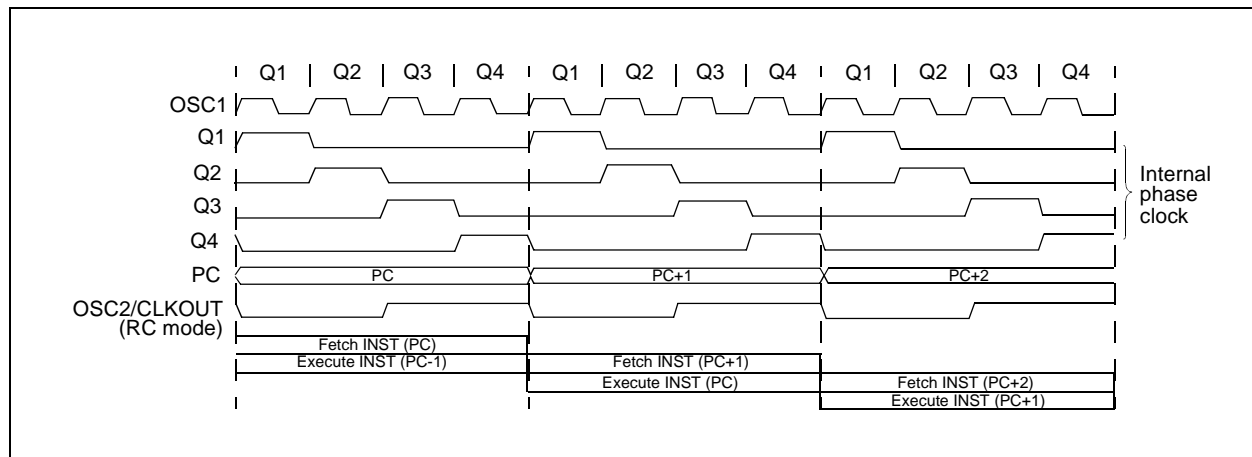 Q1 Q2 Q3 Q4 Q1 Q2 Q3 Q4 Q1 Q2 Q3 Q4
OSC1
Q1
Q2
Q3
Q4
Internal
phase
clock
PC
PC PC+1 PC+2
OSC2/CLKOUT
(RC mode)
Fetch INST (PC)
Execute INST (PC-1) Fetch INST (PC+1)
Execute INST (PC) Fetch INST (PC+2)
Execute INST (PC+1)